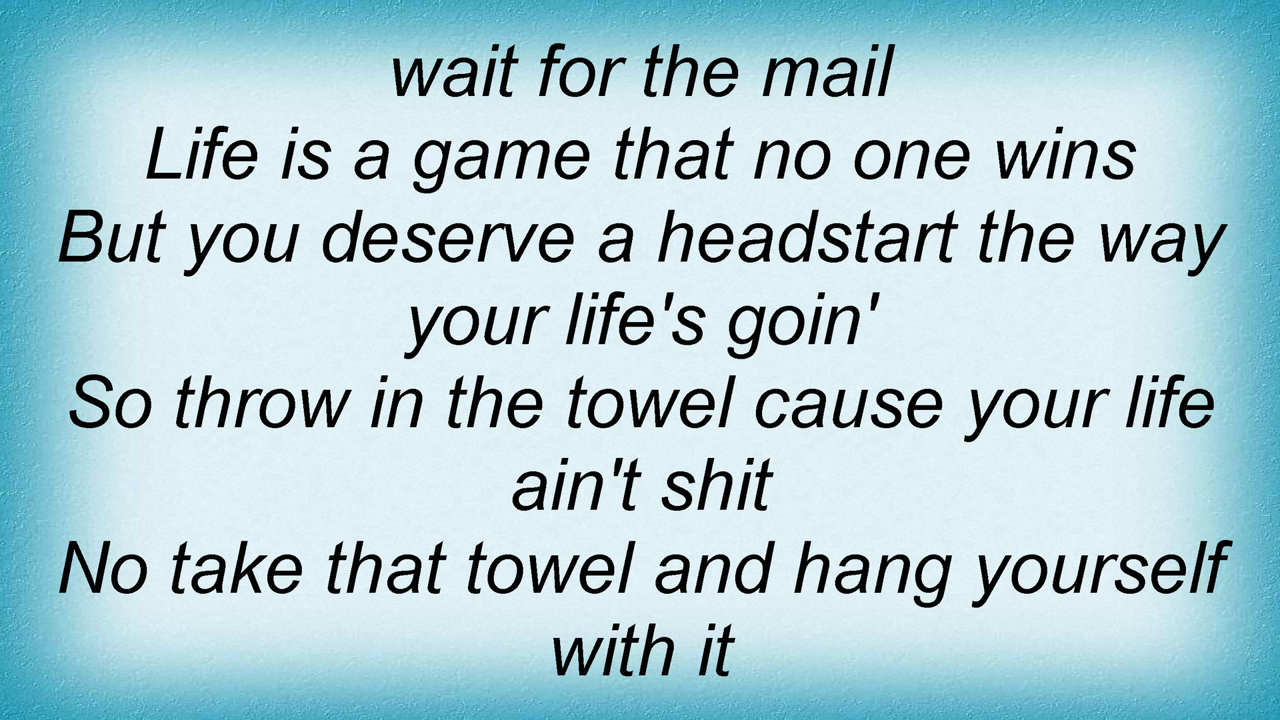 wait for the mail
Life is a game that no one wins
But you deserve a headstart the way
your life's goin'
So throw in the towel cause your life
ain't shit
No take that towel and hang yourself
with it